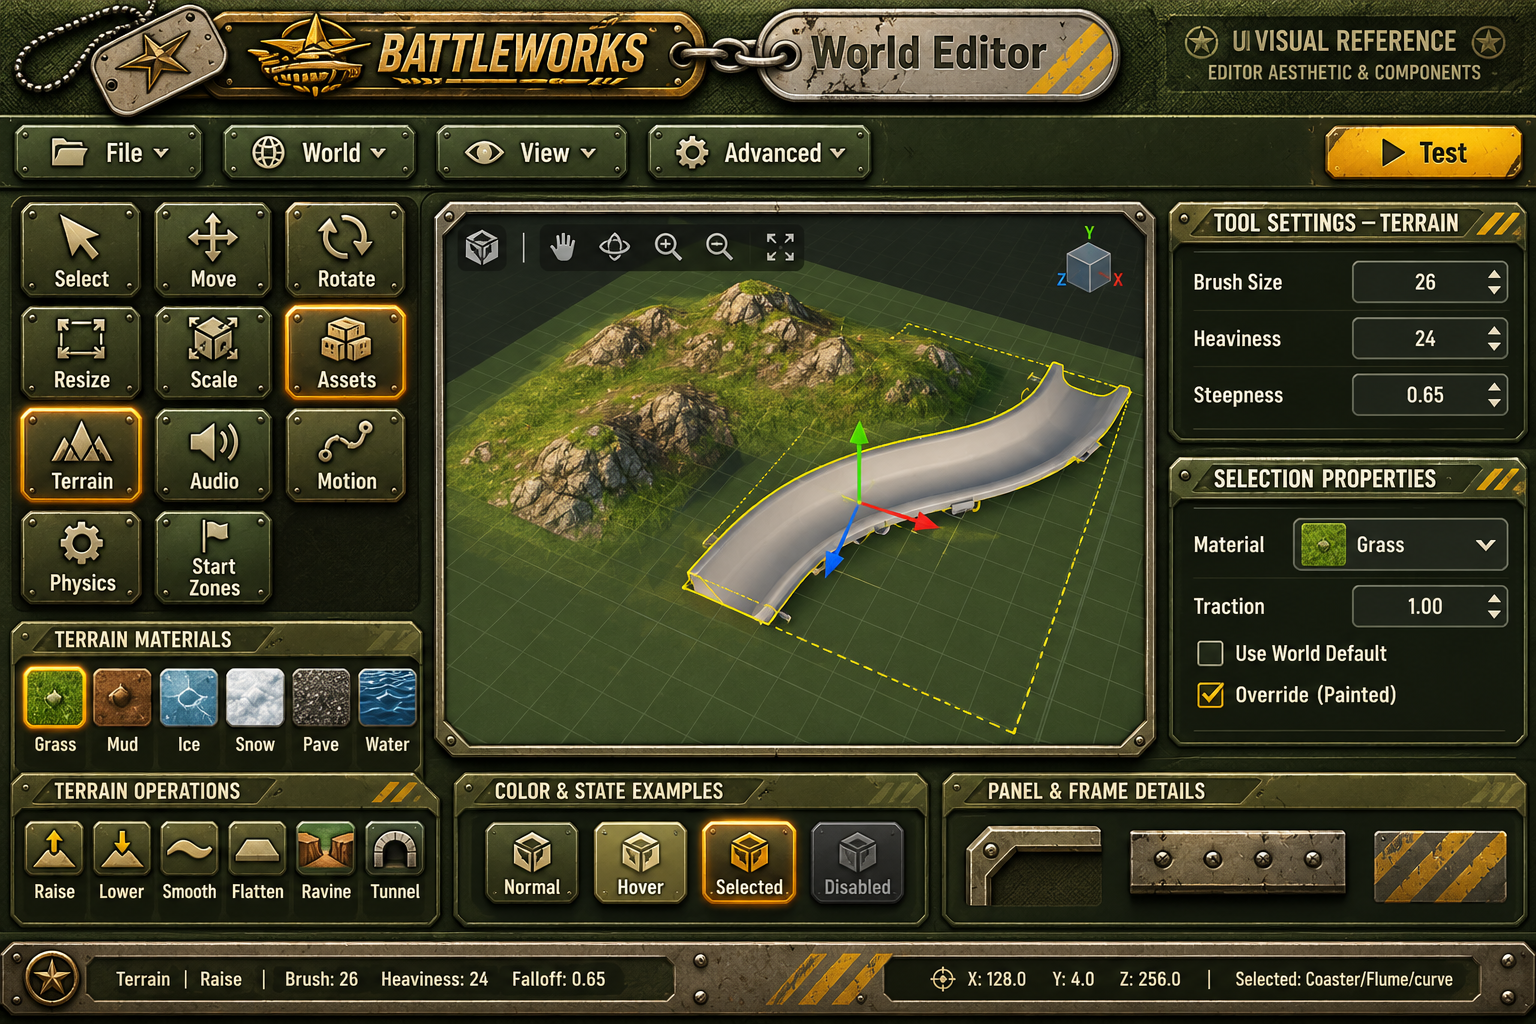 BATTLEWORKS
World Editor
UI VISUAL REFERENCE
EDITOR AESTHETIC & COMPONENTS
File
World
View
Advanced
Test
Select
Move
Rotate
Resize
Scale
Assets
Terrain
Audio
Motion
Physics
Start
Zones
TERRAIN MATERIALS
Grass
Mud
Ice
Snow
Pave
Water
TERRAIN OPERATIONS
Raise
Lower
Smooth
Flatten
Ravine
Tunnel
Y
Z
X
TOOL SETTINGS – TERRAIN
Brush Size 26
Heaviness 24
Steepness 0.65
SELECTION PROPERTIES
Material Grass
Traction 1.00
Use World Default
Override (Painted)
COLOR & STATE EXAMPLES
Normal
Hover
Selected
Disabled
PANEL & FRAME DETAILS
Terrain | Raise | Brush: 26 Heaviness: 24 Falloff: 0.65
X: 128.0 Y: 4.0 Z: 256.0 | Selected: Coaster/Flume/curve